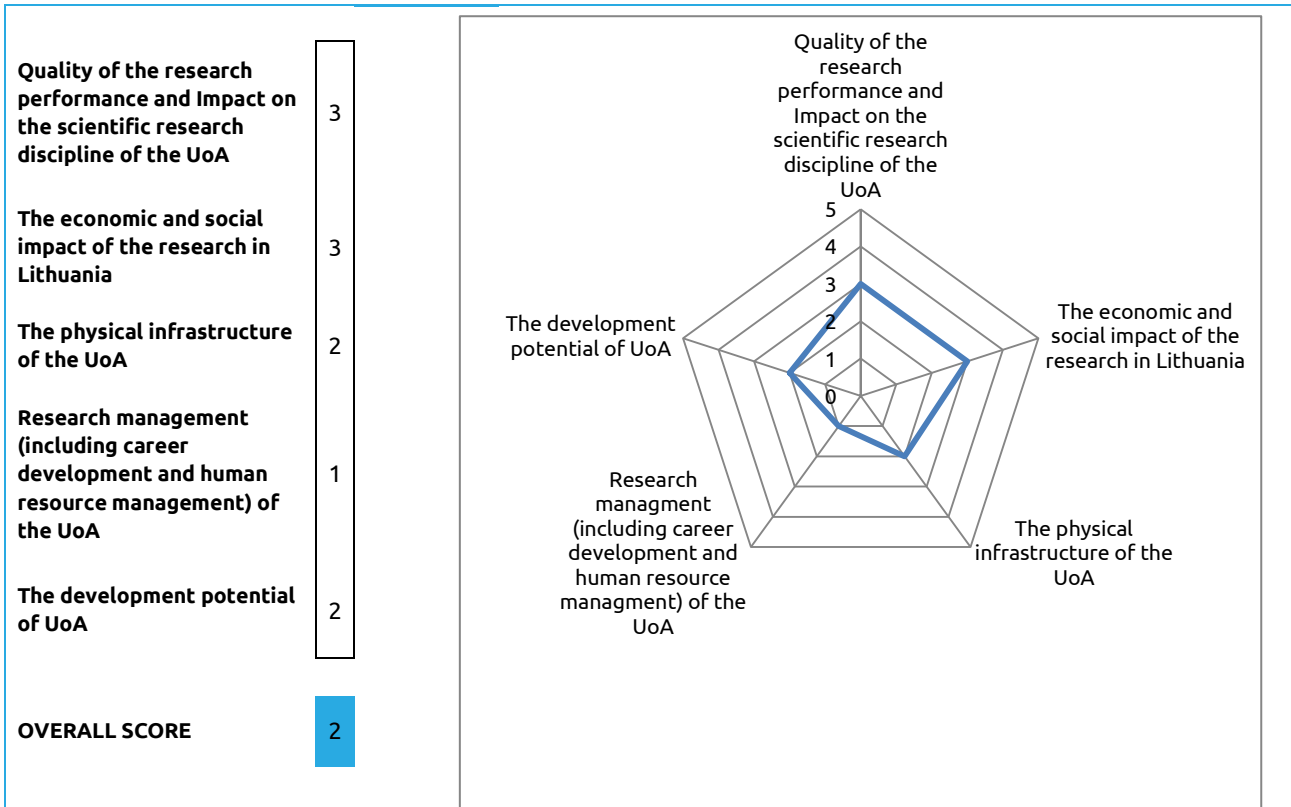 Quality of the research
performance and Impact on
the scientific research
discipline of the UoA
3
The economic and social
impact of the research in
Lithuania
3
The physical infrastructure
of the UoA
2
Research management
(including career
development and human
resource management) of
the UoA
1
The development potential
of UoA
2
OVERALL SCORE
2
Quality of the
research
performance and
Impact on the
scientific research
discipline of the
UoA
5
4
3
2
1
0
The economic and
social impact of the
research in Lithuania
The physical
infrastructure of the
UoA
Research
managment
(including career
development and
human resource
managment) of the
UoA
The development
potential of UoA